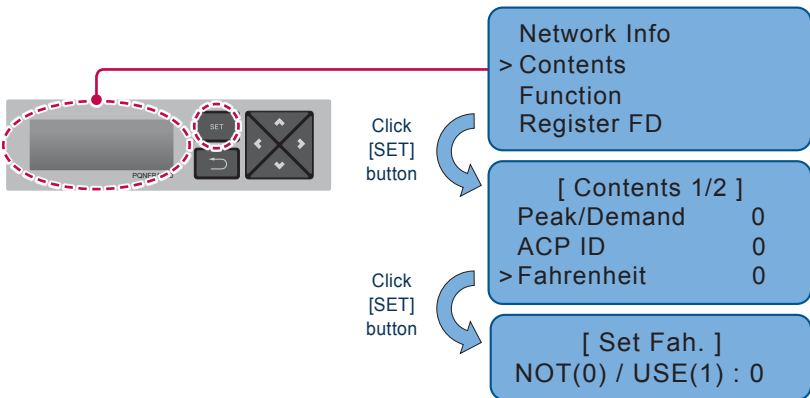 Network Info
> Contents
Function
Register FD
SET
Click
[SET]
button
[ Contents 1/2 ]
Peak/Demand 0
ACP ID 0
>Fahrenheit 0
Click
[SET]
button
[ Set Fah. ]
NOT(0) / USE(1) : 0